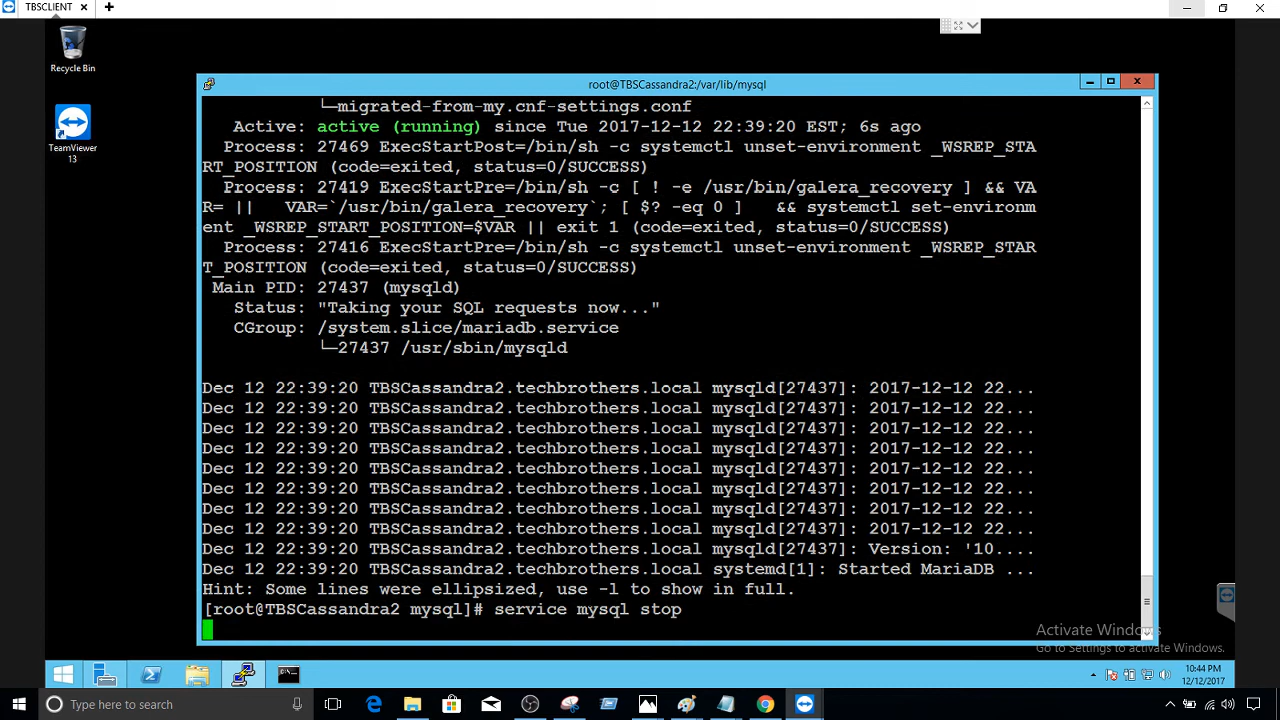 TBSCLIENT
Recycle Bin
TeamViewer
13
root@TBSCassandra2:/var/lib/mysql
└─migrated-from-my.cnf-settings.conf
Active: active (running) since Tue 2017-12-12 22:39:20 EST; 6s ago
Process: 27469 ExecStartPost=/bin/sh -c systemctl unset-environment _WSREP_STA
RT_POSITION (code=exited, status=0/SUCCESS)
Process: 27419 ExecStartPre=/bin/sh -c [ ! -e /usr/bin/galera_recovery ] && VA
R= || VAR=`/usr/bin/galera_recovery`; [ $? -eq 0 ] && systemctl set-environm
ent _WSREP_START_POSITION=$VAR || exit 1 (code=exited, status=0/SUCCESS)
Process: 27416 ExecStartPre=/bin/sh -c systemctl unset-environment _WSREP_STAR
T_POSITION (code=exited, status=0/SUCCESS)
Main PID: 27437 (mysqld)
Status: "Taking your SQL requests now..."
CGroup: /system.slice/mariadb.service
└─27437 /usr/sbin/mysqld
Dec 12 22:39:20 TBSCassandra2.techbrothers.local mysqld[27437]: 2017-12-12 22...
Dec 12 22:39:20 TBSCassandra2.techbrothers.local mysqld[27437]: 2017-12-12 22...
Dec 12 22:39:20 TBSCassandra2.techbrothers.local mysqld[27437]: 2017-12-12 22...
Dec 12 22:39:20 TBSCassandra2.techbrothers.local mysqld[27437]: 2017-12-12 22...
Dec 12 22:39:20 TBSCassandra2.techbrothers.local mysqld[27437]: 2017-12-12 22...
Dec 12 22:39:20 TBSCassandra2.techbrothers.local mysqld[27437]: 2017-12-12 22...
Dec 12 22:39:20 TBSCassandra2.techbrothers.local mysqld[27437]: 2017-12-12 22...
Dec 12 22:39:20 TBSCassandra2.techbrothers.local mysqld[27437]: 2017-12-12 22...
Dec 12 22:39:20 TBSCassandra2.techbrothers.local mysqld[27437]: Version: '10....
Dec 12 22:39:20 TBSCassandra2.techbrothers.local systemd[1]: Started MariaDB ...
Hint: Some lines were ellipsized, use -l to show in full.
[root@TBSCassandra2 mysql]# service mysql stop
Activate Windows
Go to Settings to activate Windows.
10:44 PM
12/12/2017
Type here to search